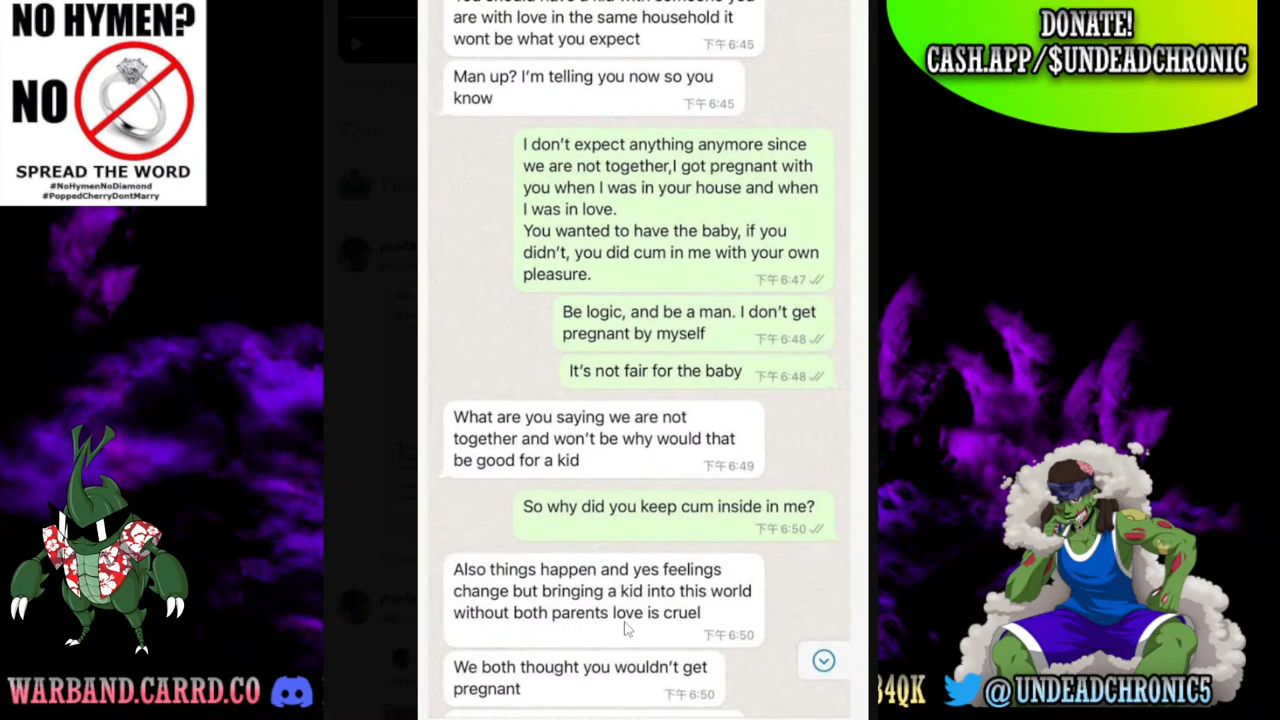 NO HYMEN?
NO
SPREAD THE WORD
#NoHymenNoDiamond
#PoppedCherryDontMarry
DONATE!
CASH.APP/$UNDEADCHRONIC
are with love in the same household it
wont be what you expect
下午6:45
Man up? I'm telling you now so you
know
下午6:45
I don't expect anything anymore since
we are not together,I got pregnant with
you when I was in your house and when
I was in love.
You wanted to have the baby, if you
didn't, you did cum in me with your own
pleasure.
下午6:47
Be logic, and be a man. I don't get
pregnant by myself
下午6:48
It's not fair for the baby
下午6:48
What are you saying we are not
together and won't be why would that
be good for a kid
下午6:49
So why did you keep cum inside in me?
下午6:50
Also things happen and yes feelings
change but bringing a kid into this world
without both parents love is cruel
下午6:50
We both thought you wouldn't get
pregnant
下午6:50
WARBAND.CARRD.CO
34QK
@UNDEADCHRONIC5